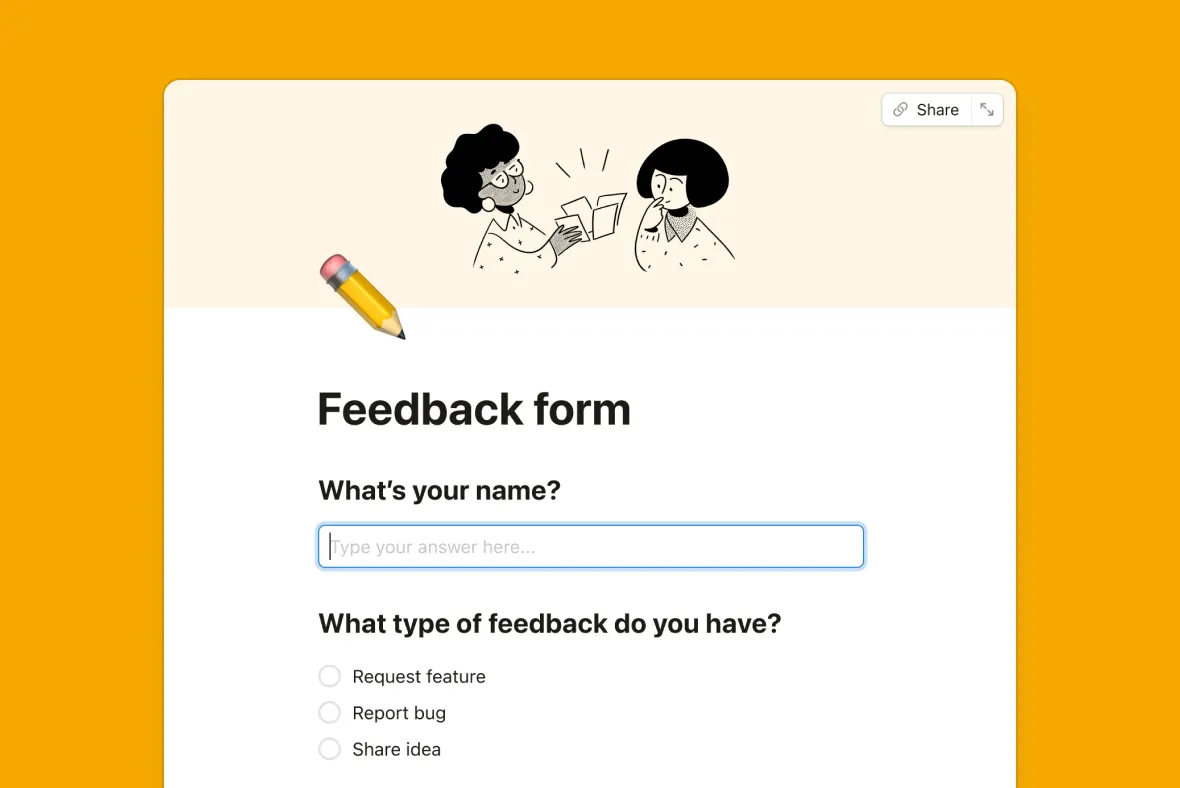 Share
Feedback form
What’s your name?
Type your answer here...
What type of feedback do you have?
Request feature
Report bug
Share idea